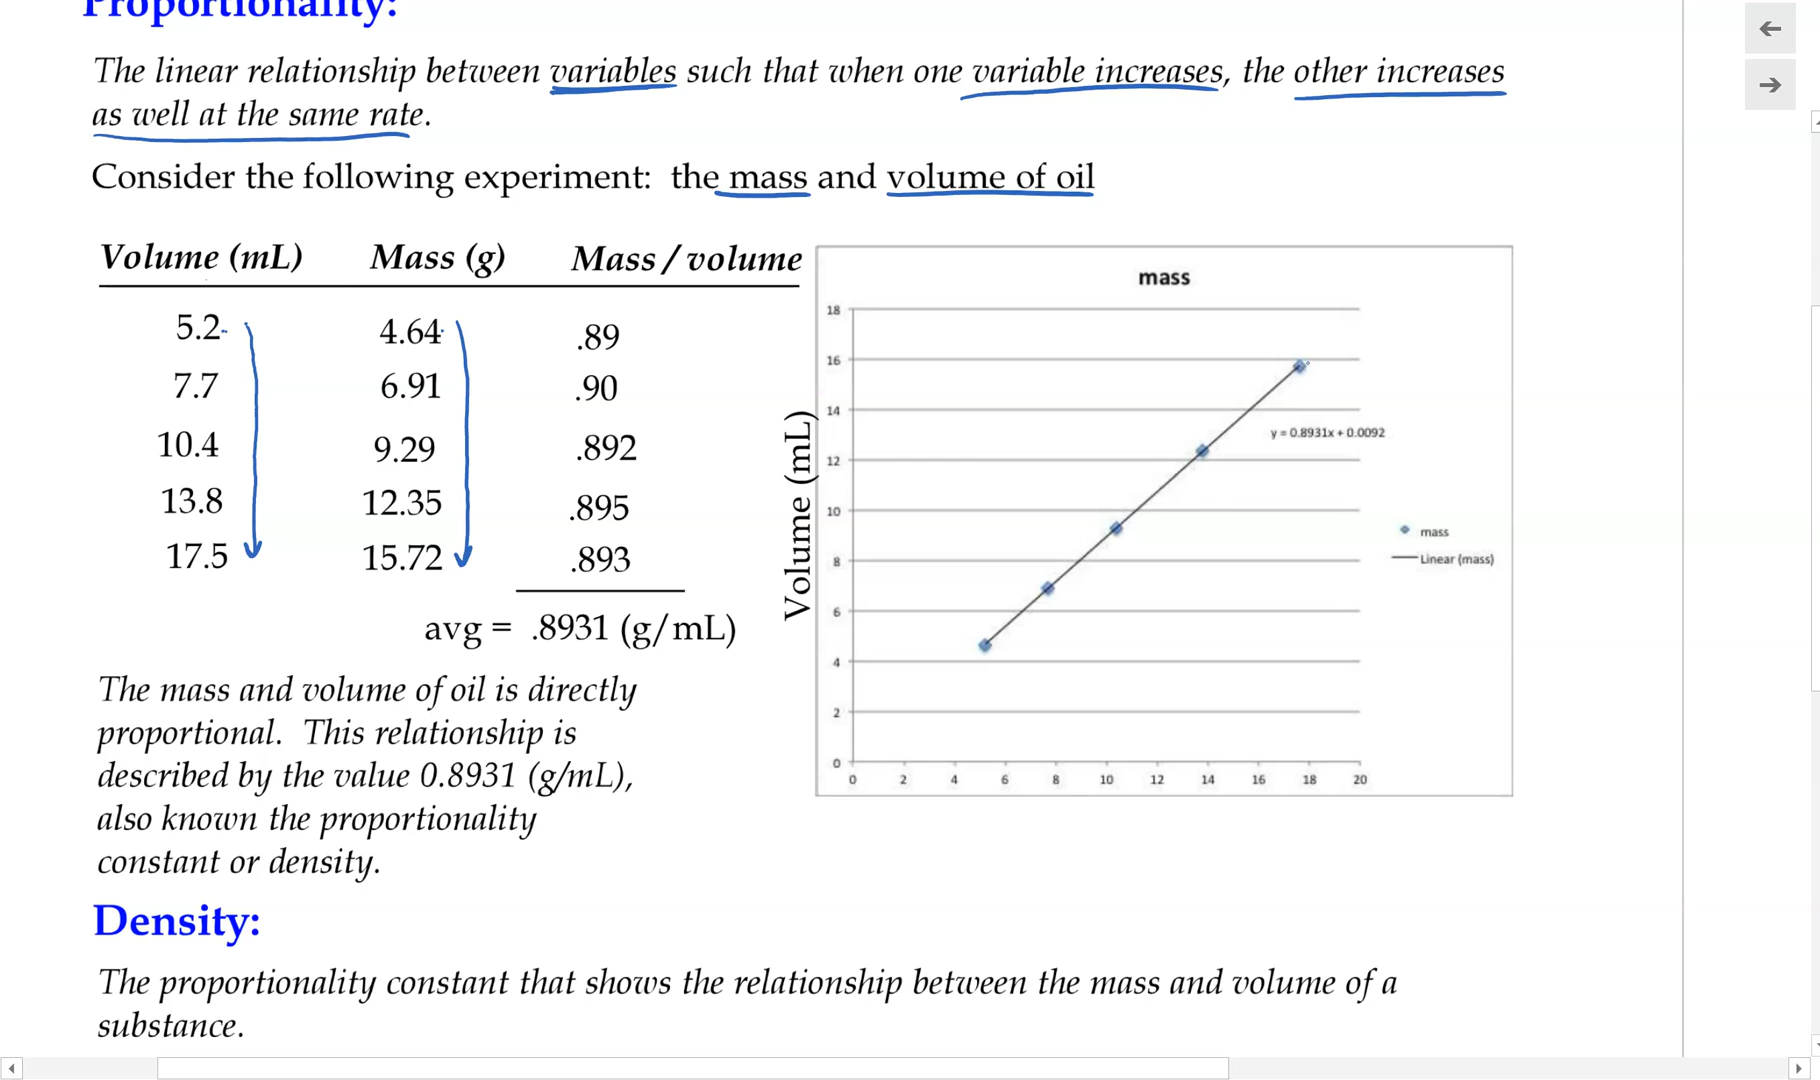 Proportionality:
The linear relationship between variables such that when one variable increases, the other increases
as well at the same rate.
Consider the following experiment: the mass and volume of oil
Volume (mL) Mass (g) Mass / volume
5.2 4.64 .89
7.7 6.91 .90
10.4 9.29 .892
13.8 12.35 .895
17.5 15.72 .893
avg = .8931 (g/mL)
mass
Volume (mL)
18
16
14
12
10
8
6
4
2
0
0 2 4 6 8 10 12 14 16 18 20
y = 0.8931x + 0.0092
mass
Linear (mass)
The mass and volume of oil is directly
proportional. This relationship is
described by the value 0.8931 (g/mL),
also known the proportionality
constant or density.
Density:
The proportionality constant that shows the relationship between the mass and volume of a
substance.